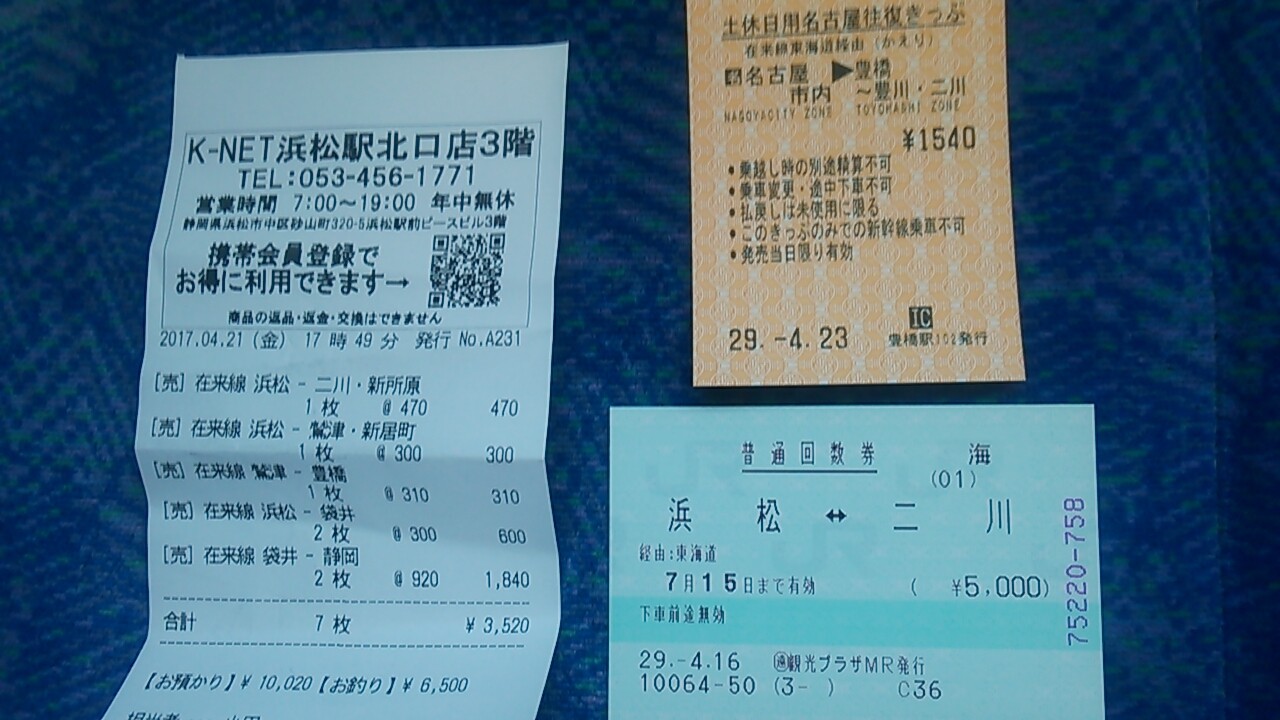 K-NET浜松駅北口店3階
TEL:053-456-1771
営業時間 7:00～19:00 年中無休
静岡県浜松市中区砂山町320-5浜松駅前ビースビル3階
携帯会員登録で
お得に利用できます→
商品の返品・返金・交換はできません
2017.04.21(金) 17時49分 発行No.A231
[売] 在来線 浜松 - 二川・新所原
1 枚 @ 470 470
[売] 在来線 浜松 - 鷲津・新居町
1 枚 @ 300 300
[売] 在来線 鷲津 - 豊橋
1 枚 @ 310 310
[売] 在来線 浜松 - 袋井
2 枚 @ 300 600
[売] 在来線 袋井 - 静岡
2 枚 @ 920 1,840
合計 7 枚 ¥ 3,520
【お預かり】¥ 10,020【お釣り】¥ 6,500
土休日用名古屋往復きっぷ
在来線東海道経由 (かえり)
名 名古屋市内 ▶ 豊橋
～豊川・二川
NAGOYACITY ZONE TOYOHASHI ZONE
¥1540
•乗越し時の別途精算不可
•乗車変更・途中下車不可
•払戻しは未使用に限る
•このきっぷのみでの新幹線乗車不可
•発売当日限り有効
IC
29.-4.23 豊橋駅102発行
普通回数券 海
(01)
浜松 ↔ 二川
経由:東海道
7月15日まで有効 ( ¥5,000)
下車前途無効
29.-4.16 観光プラザMR発行
10064-50 (3- ) C36
75220-758